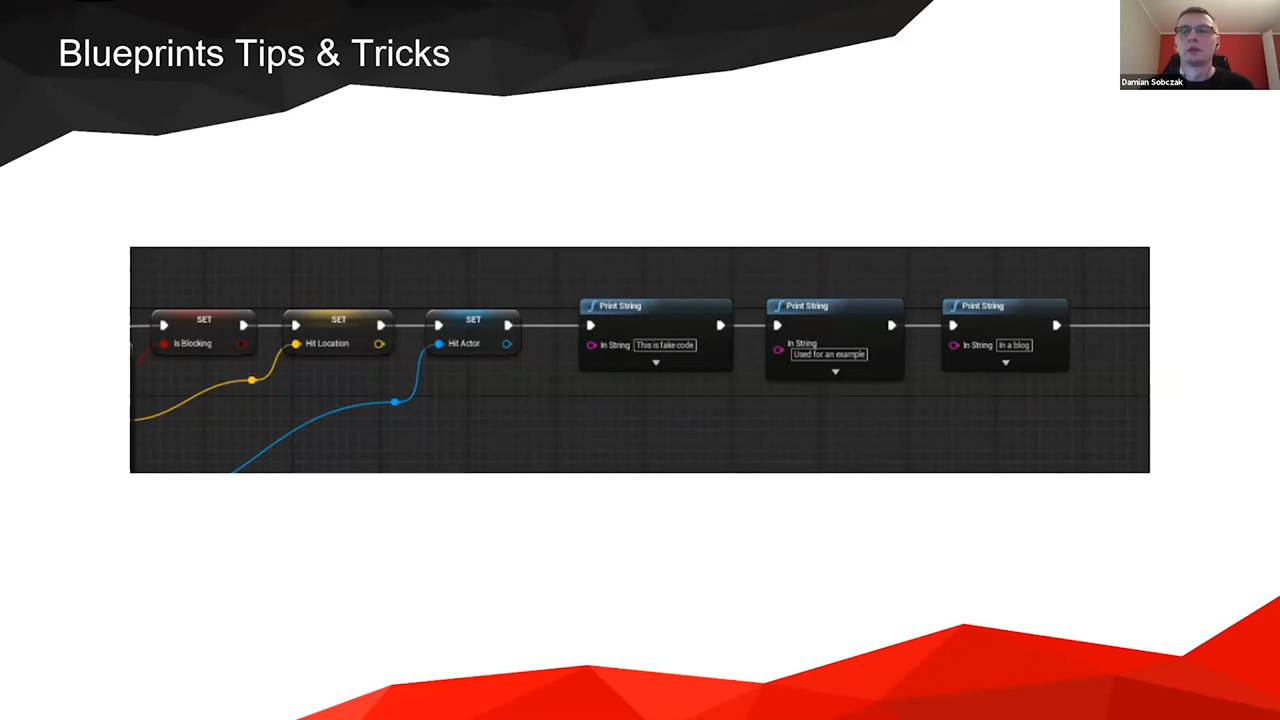 Blueprints Tips & Tricks
Damian Sobczak
SET
Is Blocking
SET
Hit Location
SET
Hit Actor
Print String
In String This is fake code
Print String
In String
Used for an example
Print String
In String In a blog